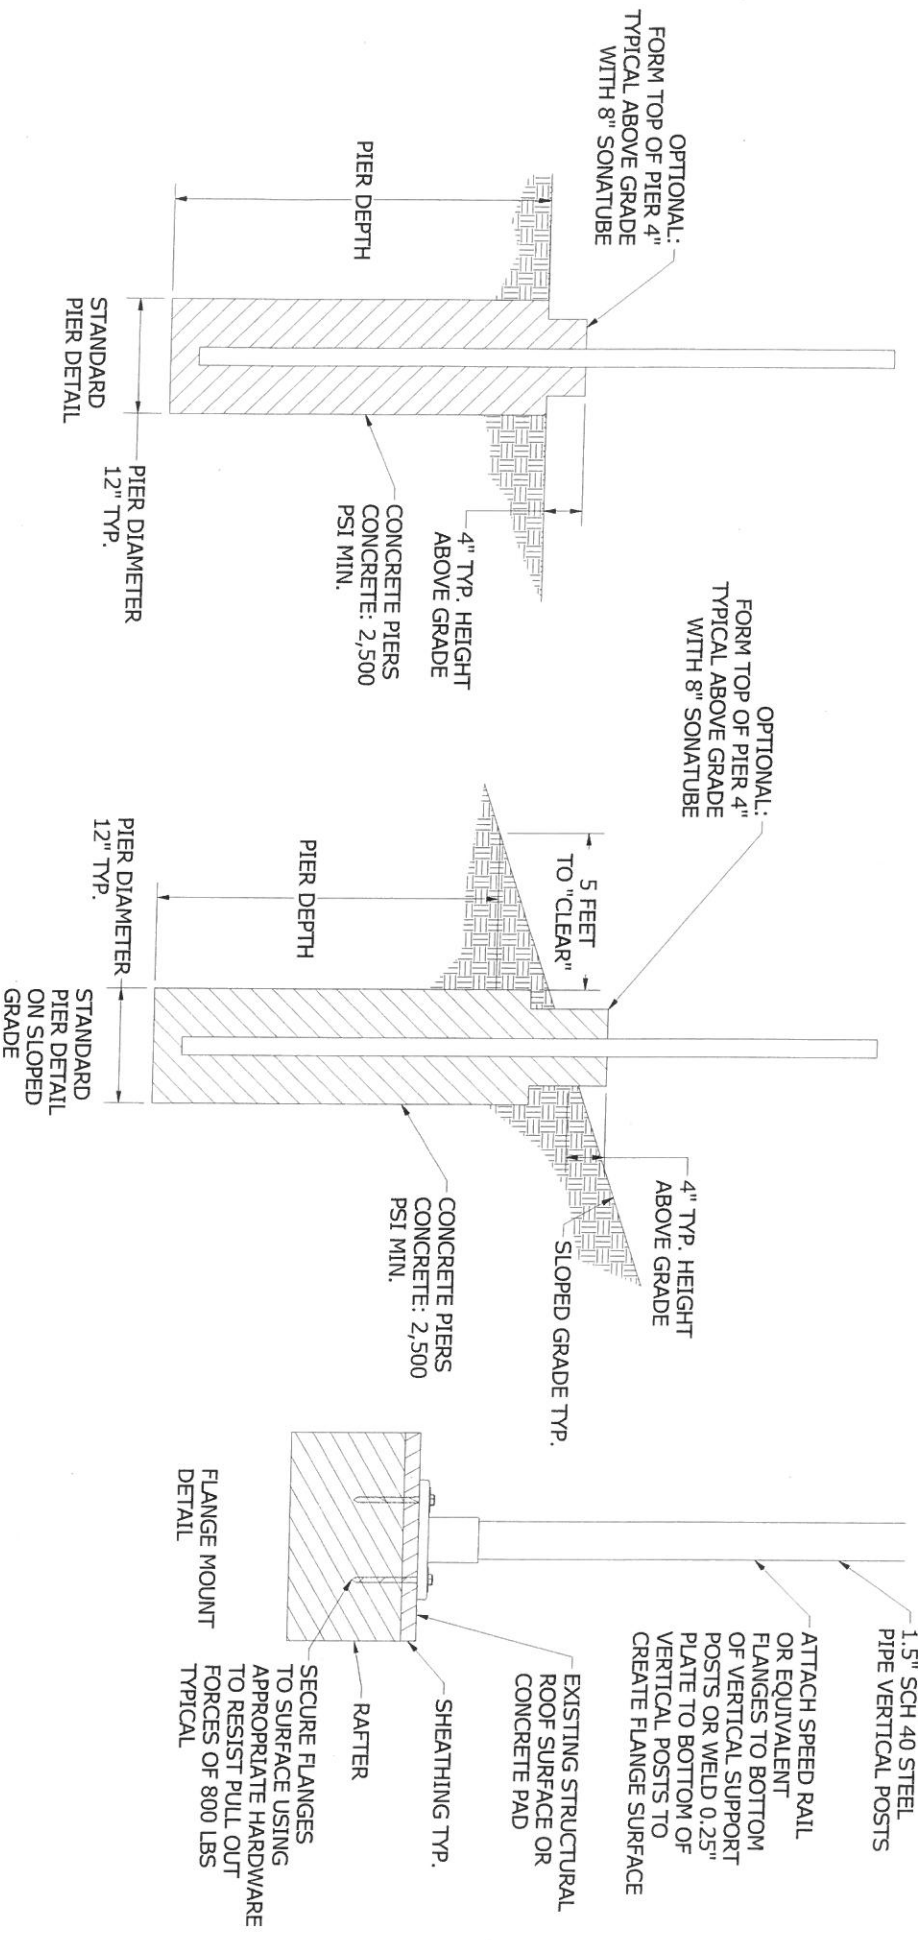 OPTIONAL:
FORM TOP OF PIER 4"
TYPICAL ABOVE GRADE
WITH 8" SONATUBE
PIER DEPTH
4" TYP. HEIGHT
ABOVE GRADE
CONCRETE PIERS
CONCRETE: 2,500
PSI MIN.
PIER DIAMETER
12" TYP.
STANDARD
PIER DETAIL
OPTIONAL:
FORM TOP OF PIER 4"
TYPICAL ABOVE GRADE
WITH 8" SONATUBE
5 FEET
TO "CLEAR"
PIER DEPTH
4" TYP. HEIGHT
ABOVE GRADE
SLOPED GRADE TYP.
CONCRETE PIERS
CONCRETE: 2,500
PSI MIN.
PIER DIAMETER
12" TYP.
STANDARD
PIER DETAIL
ON SLOPED
GRADE
1.5" SCH 40 STEEL
PIPE VERTICAL POSTS
ATTACH SPEED RAIL
OR EQUIVALENT
FLANGES TO BOTTOM
OF VERTICAL SUPPORT
POSTS OR WELD 0.25"
PLATE TO BOTTOM OF
VERTICAL POSTS TO
CREATE FLANGE SURFACE
EXISTING STRUCTURAL
ROOF SURFACE OR
CONCRETE PAD
SHEATHING TYP.
RAFTER
SECURE FLANGES
TO SURFACE USING
APPROPRIATE HARDWARE
TO RESIST PULL OUT
FORCES OF 800 LBS
TYPICAL
FLANGE MOUNT
DETAIL